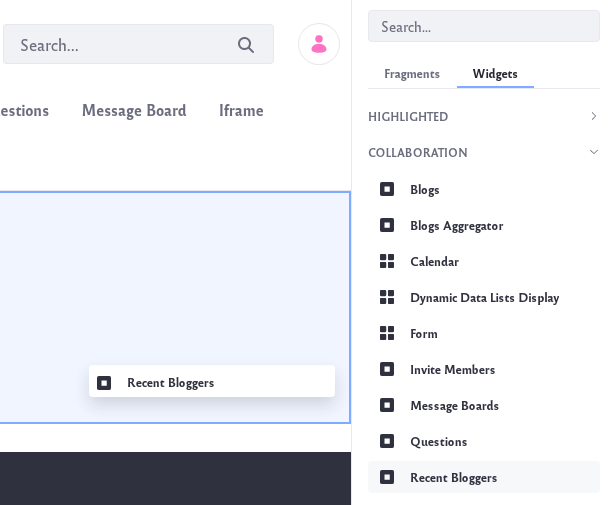 Search...
estions
Message Board
Iframe
Recent Bloggers
Search...
Fragments
Widgets
HIGHLIGHTED
COLLABORATION
Blogs
Blogs Aggregator
Calendar
Dynamic Data Lists Display
Form
Invite Members
Message Boards
Questions
Recent Bloggers